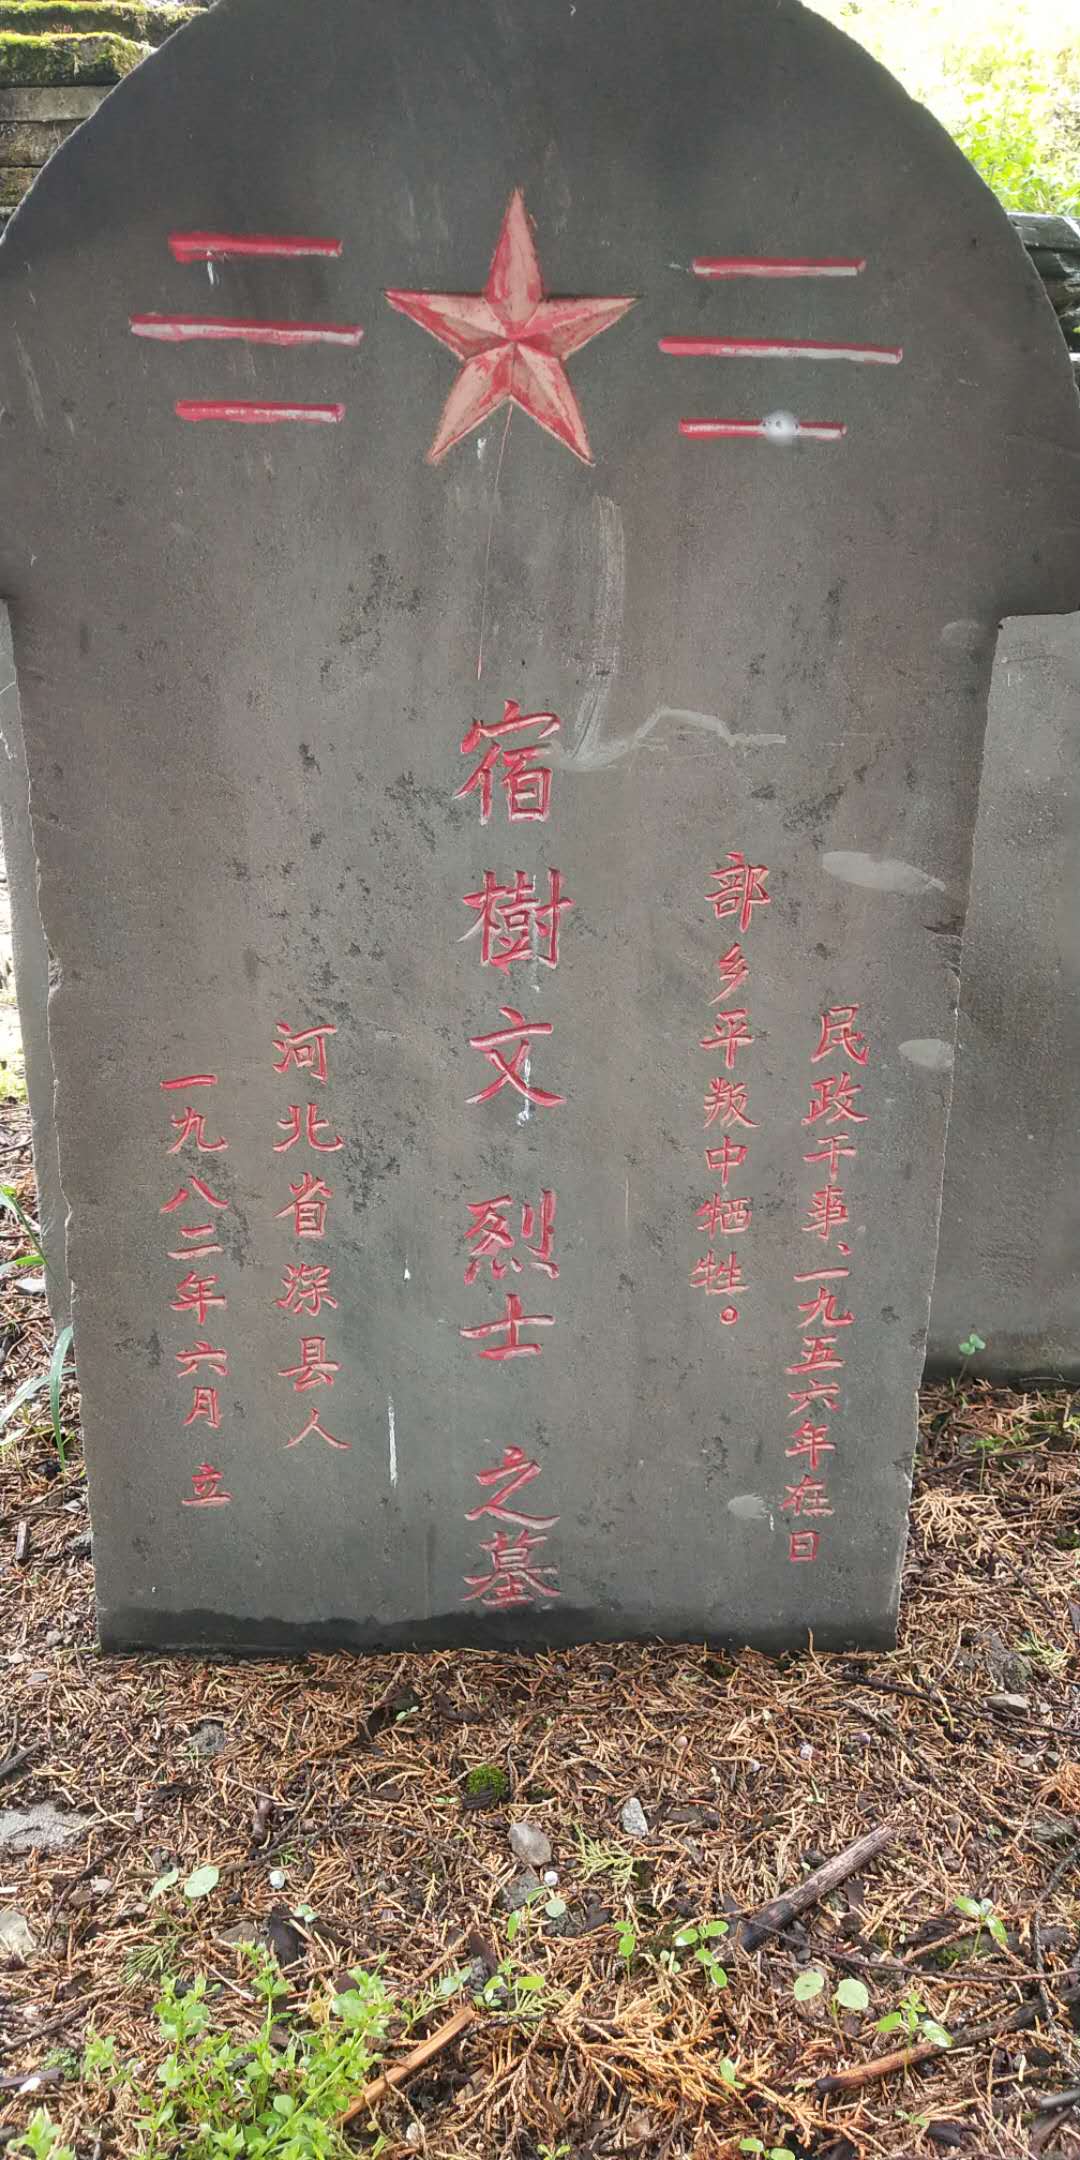 民政干事、一九五六年在日
部乡平叛中牺牲。
宿樹文烈士之墓
河北省深县人
一九八二年六月立